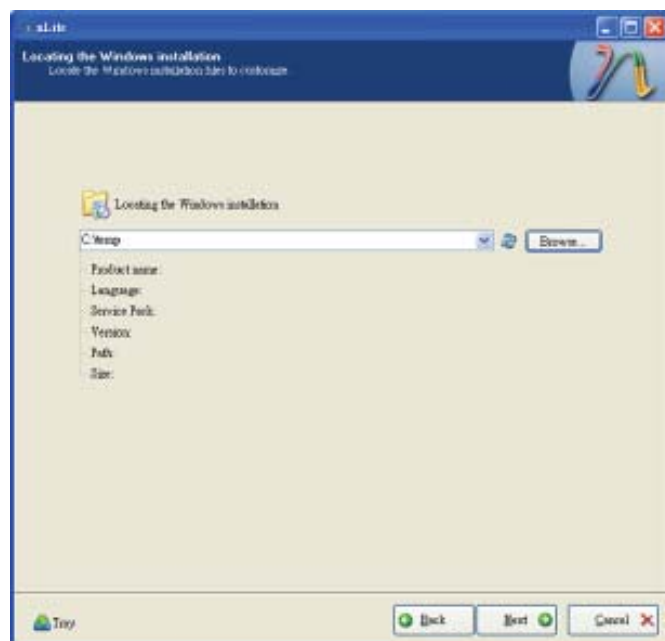 nLite
Locating the Windows installation
Locate the Windows installation files to customize
Locating the Windows installation
C:\temp
Browse...
Product name:
Language:
Service Pack:
Version:
Path:
Size:
Tray
Back
Next
Cancel